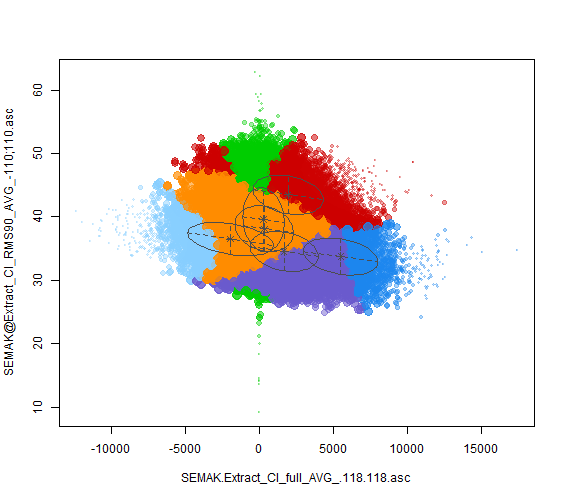 SEMAK@Extract_CI_RMS90_AVG_-110;110.asc
60
50
40
30
20
10
-10000 -5000 0 5000 10000 15000
SEMAK.Extract_CI_full_AVG_.118.118.asc